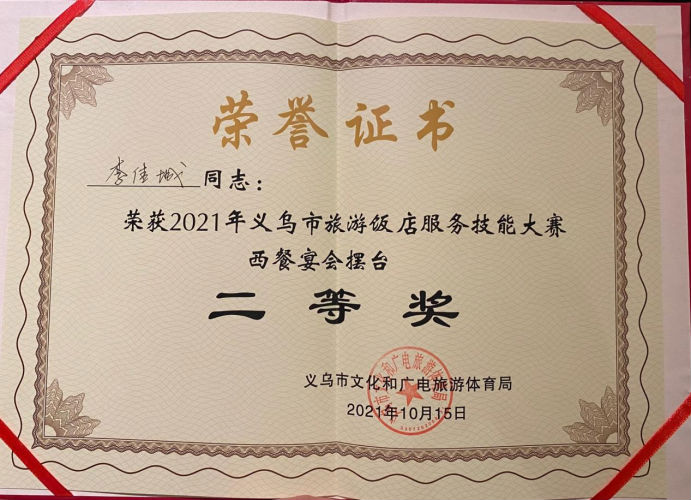 荣誉证书
李佳城 同志：
荣获2021年义乌市旅游饭店服务技能大赛
西餐宴会摆台
二等奖
义乌市文化和广电旅游体育局
2021年10月15日